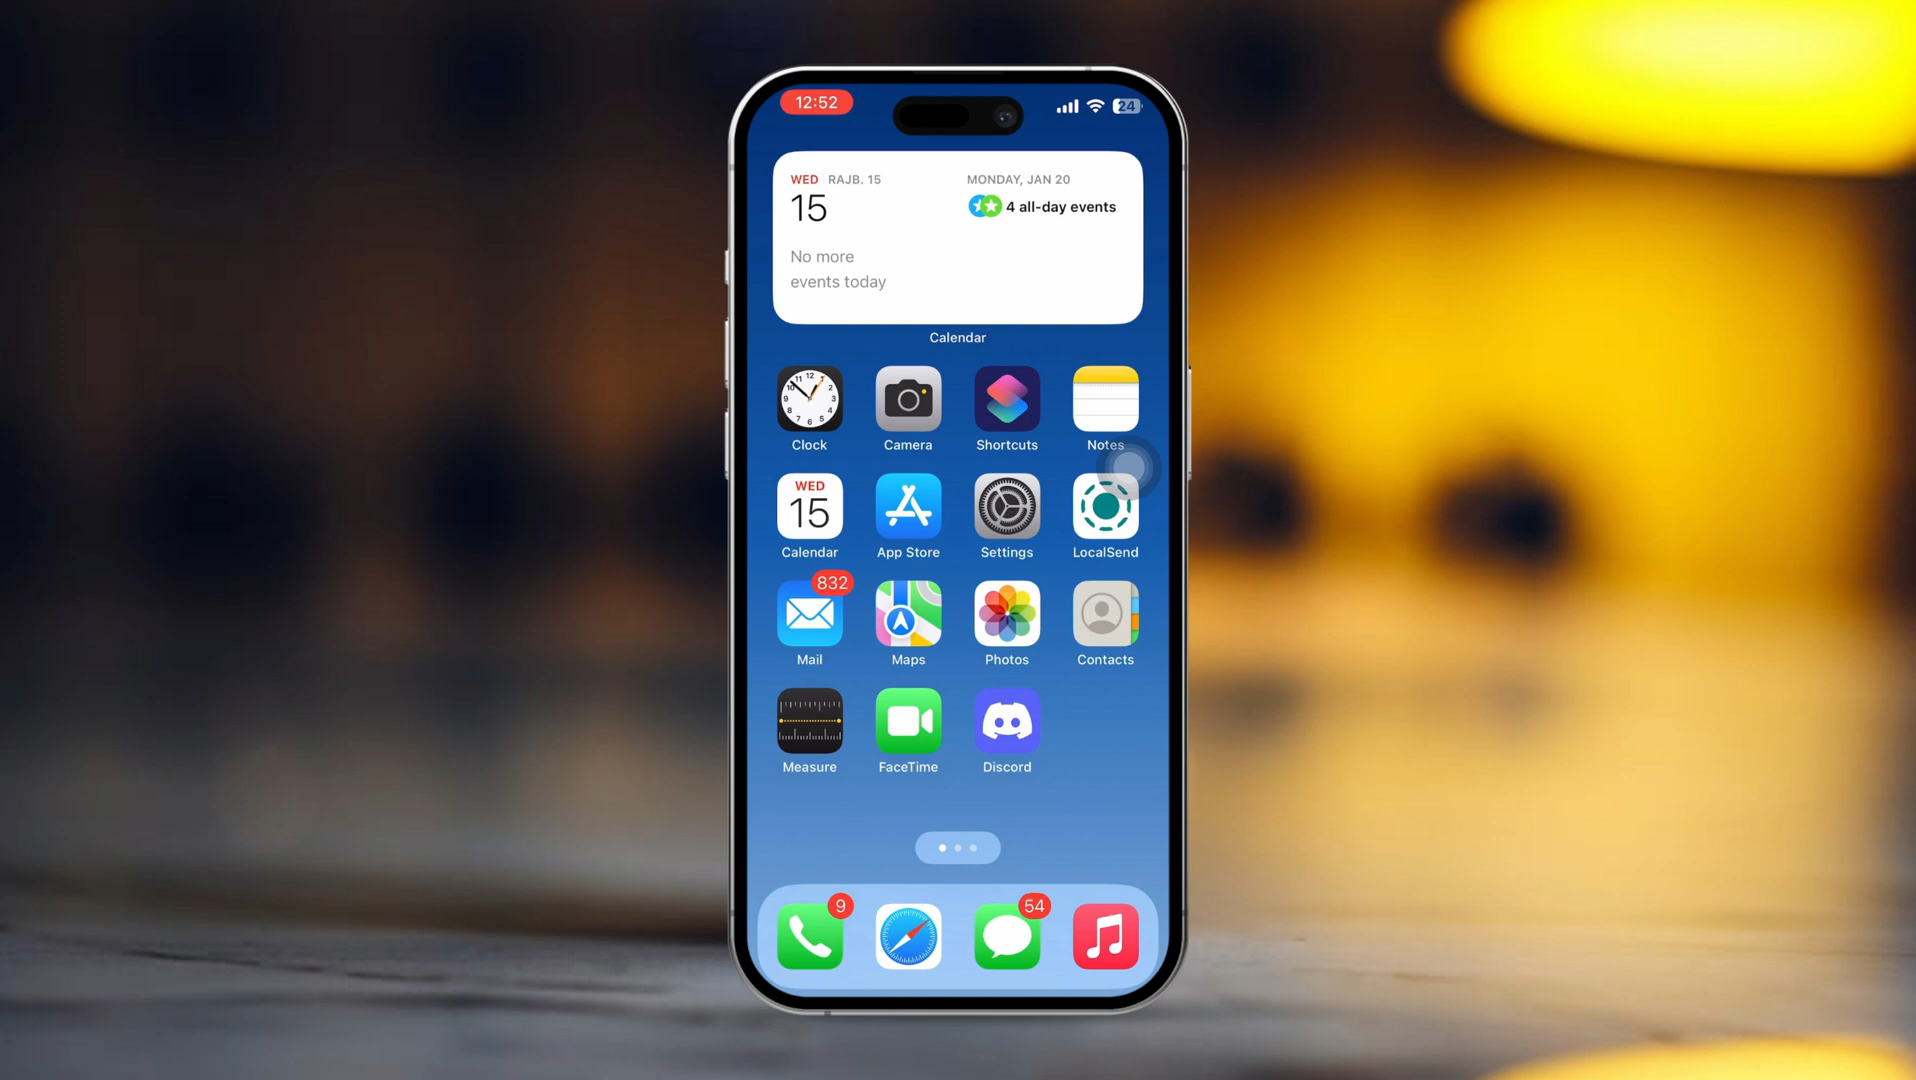 12:52
24
WED RAJB. 15
15
No more
events today
MONDAY, JAN 20
4 all-day events
Calendar
Clock
Camera
Shortcuts
Notes
WED
15
Calendar
App Store
Settings
LocalSend
832
Mail
Maps
Photos
Contacts
Measure
FaceTime
Discord
9
54